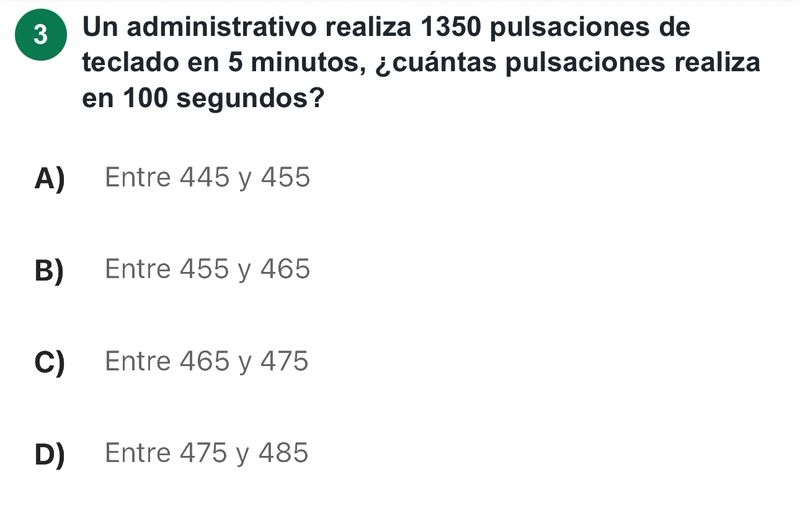 3 Un administrativo realiza 1350 pulsaciones de
teclado en 5 minutos, ¿cuántas pulsaciones realiza
en 100 segundos?
A) Entre 445 y 455
B) Entre 455 y 465
C) Entre 465 y 475
D) Entre 475 y 485